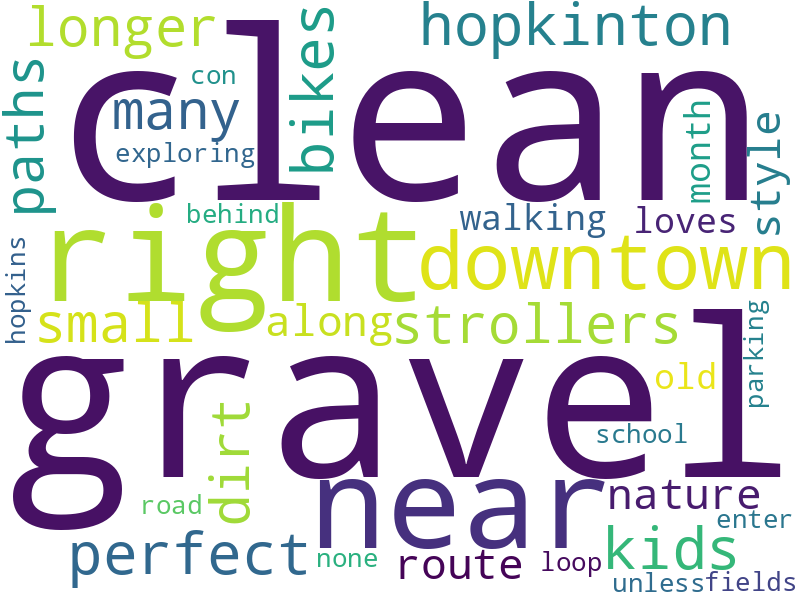 longer
hopkinton
clean
con
many
bikes
paths
exploring
month
style
behind
walking
loves
right
downtown
hopkins
small
along
strollers
parking
gravel
old
dirt
school
near
nature
road
enter
perfect
none
route
loop
kids
unless
fields